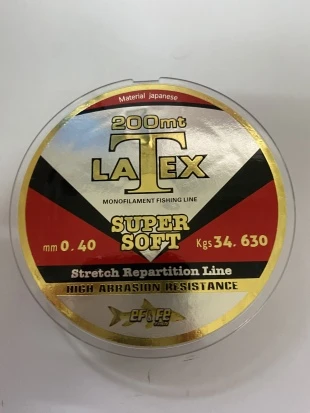 Material japanese
200mt
LATEX
MONOFILAMENT FISHING LINE
SUPER
SOFT
mm 0.40
Kgs 34.630
Stretch Repartition Line
HIGH ABRASION RESISTANCE
eFeFe